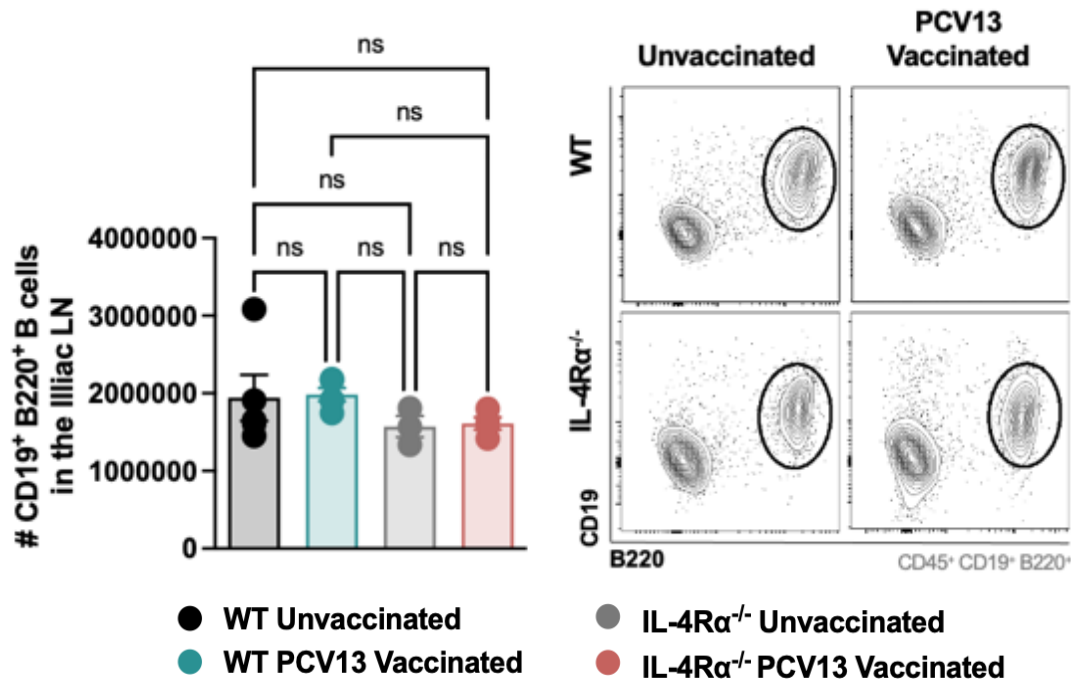 ns
ns
ns
ns ns ns
# CD19⁺ B220⁺ B cells
in the Illiac LN
4000000
3000000
2000000
1000000
0
Unvaccinated
PCV13
Vaccinated
WT
IL-4Rα⁻/⁻
CD19
B220
CD45⁺ CD19⁺ B220⁺
WT Unvaccinated
WT PCV13 Vaccinated
IL-4Rα⁻/⁻ Unvaccinated
IL-4Rα⁻/⁻ PCV13 Vaccinated